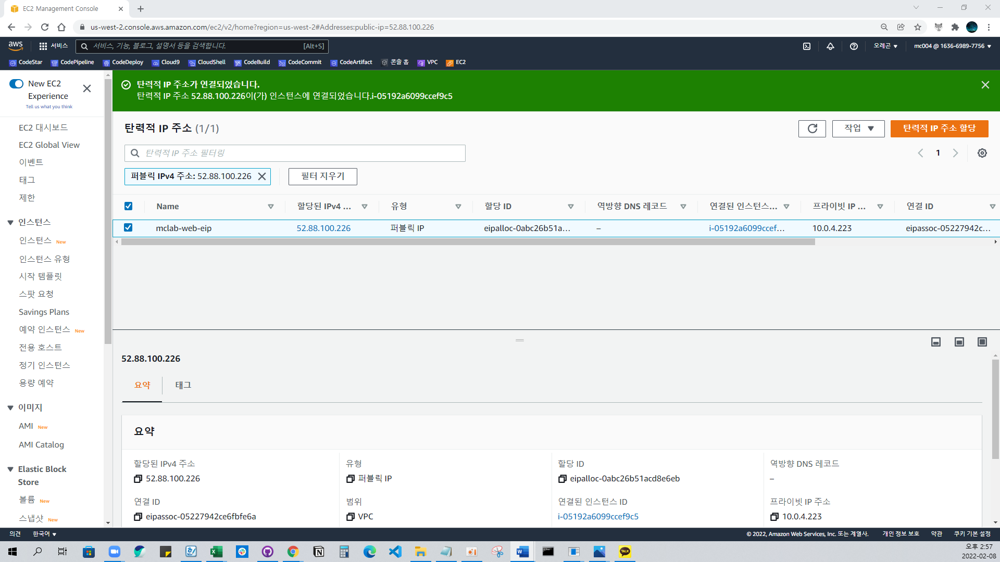 EC2 Management Console
us-west-2.console.aws.amazon.com/ec2/v2/home?region=us-west-2#Addresses:public-ip=52.88.100.226
aws
서비스
서비스, 기능, 블로그, 설명서 등을 검색합니다.
[Alt+S]
오레곤
mc004 @ 1636-6989-7756
CodeStar
CodePipeline
CodeDeploy
Cloud9
CloudShell
CodeBuild
CodeCommit
CodeArtifact
콘솔 홈
VPC
EC2
New EC2
Experience
Tell us what you think
EC2 대시보드
EC2 Global View
이벤트
태그
제한
인스턴스
인스턴스 New
인스턴스 유형
시작 템플릿
스팟 요청
Savings Plans
예약 인스턴스 New
전용 호스트
정기 인스턴스
용량 예약
이미지
AMI New
AMI Catalog
Elastic Block
Store
볼륨 New
스냅샷 New
탄력적 IP 주소가 연결되었습니다.
탄력적 IP 주소 52.88.100.226이(가) 인스턴스에 연결되었습니다.i-05192a6099ccef9c5
탄력적 IP 주소 (1/1)
작업
탄력적 IP 주소 할당
탄력적 IP 주소 필터링
1
퍼블릭 IPv4 주소: 52.88.100.226
필터 지우기
Name
할당된 IPv4 ...
유형
할당 ID
역방향 DNS 레코드
연결된 인스턴스...
프라이빗 IP ...
연결 ID
mclab-web-eip
52.88.100.226
퍼블릭 IP
eipalloc-0abc26b51a...
–
i-05192a6099ccef...
10.0.4.223
eipassoc-05227942c...
52.88.100.226
요약
태그
요약
할당된 IPv4 주소
52.88.100.226
유형
퍼블릭 IP
할당 ID
eipalloc-0abc26b51acd8e6eb
역방향 DNS 레코드
–
연결 ID
eipassoc-05227942ce6fbfe6a
범위
VPC
연결된 인스턴스 ID
i-05192a6099ccef9c5
프라이빗 IP 주소
10.0.4.223
의견
한국어
© 2022, Amazon Web Services, Inc. 또는 계열사.
개인 정보 보호
약관
쿠키 기본 설정
TALK
오후 2:57
2022-02-08